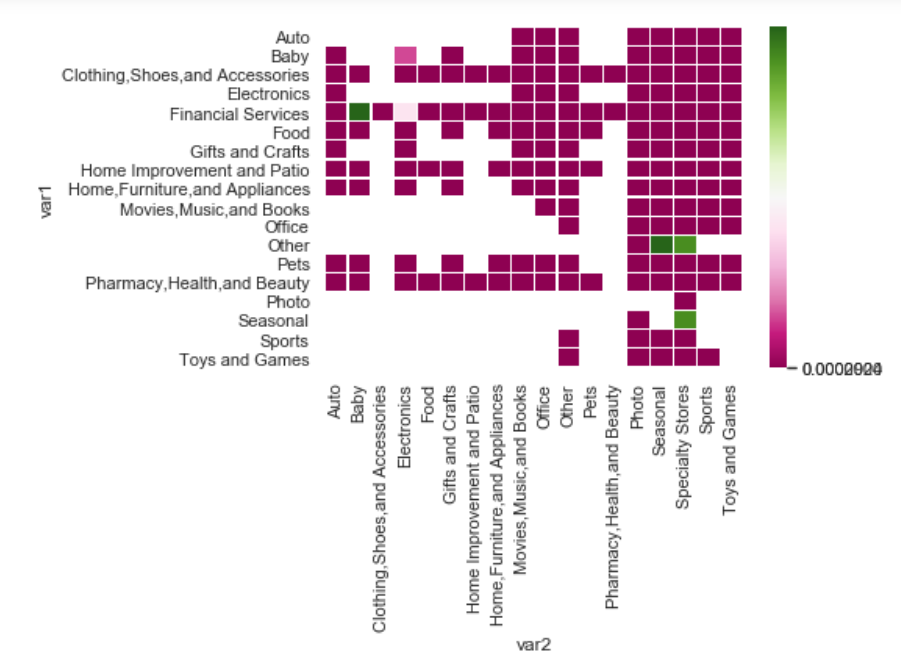 Auto
Baby
Clothing,Shoes,and Accessories
Electronics
Financial Services
Food
Gifts and Crafts
Home Improvement and Patio
Home,Furniture,and Appliances
Movies,Music,and Books
Office
Other
Pets
Pharmacy,Health,and Beauty
Photo
Seasonal
Sports
Toys and Games
var1
Auto
Baby
Clothing,Shoes,and Accessories
Electronics
Food
Gifts and Crafts
Home Improvement and Patio
Home,Furniture,and Appliances
Movies,Music,and Books
Office
Other
Pets
Pharmacy,Health,and Beauty
Photo
Seasonal
Specialty Stores
Sports
Toys and Games
var2